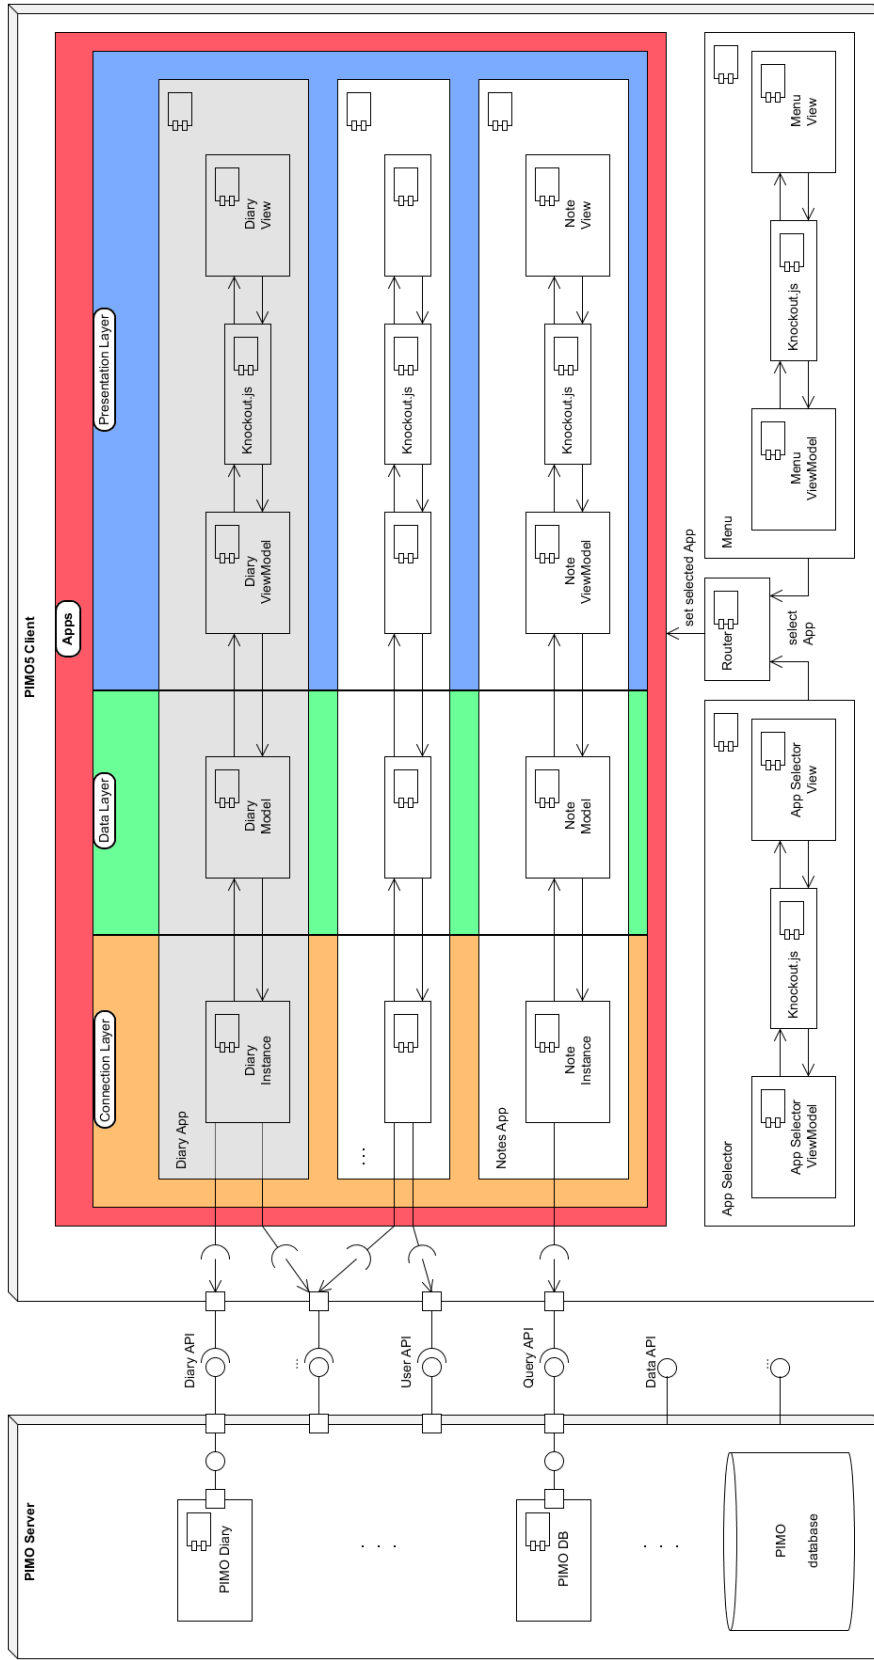 PIMO5 Client
Apps
Presentation Layer
Data Layer
Connection Layer
Diary App
Diary
Instance
Diary
Model
Diary
ViewModel
Knockout.js
Diary
View
...
Knockout.js
Notes App
Note
Instance
Note
Model
Note
ViewModel
Knockout.js
Note
View
set selected App
Router
select
App
Menu
Menu
ViewModel
Knockout.js
Menu
View
App Selector
App Selector
ViewModel
Knockout.js
App Selector
View
Diary API
...
User API
Query API
Data API
...
PIMO Server
PIMO Diary
. . .
PIMO DB
. . .
PIMO
database